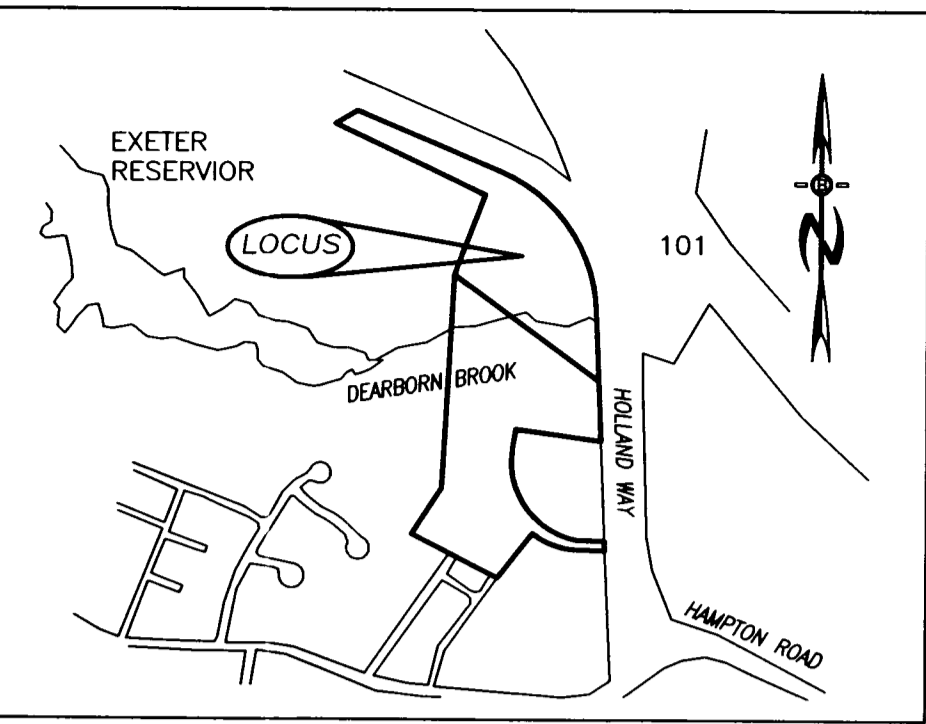 EXETER
RESERVIOR
LOCUS
101
DEARBORN BROOK
HOLLAND WAY
HAMPTON ROAD
N